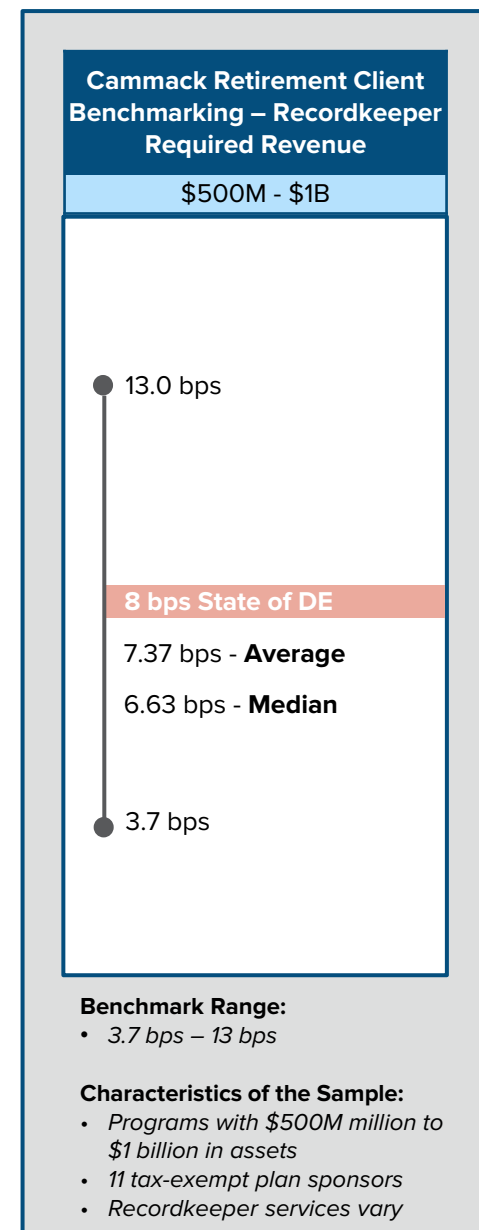 Cammack Retirement Client
Benchmarking – Recordkeeper
Required Revenue
$500M - $1B
13.0 bps
8 bps State of DE
7.37 bps - Average
6.63 bps - Median
3.7 bps
Benchmark Range:
• 3.7 bps – 13 bps
Characteristics of the Sample:
• Programs with $500M million to
$1 billion in assets
• 11 tax-exempt plan sponsors
• Recordkeeper services vary